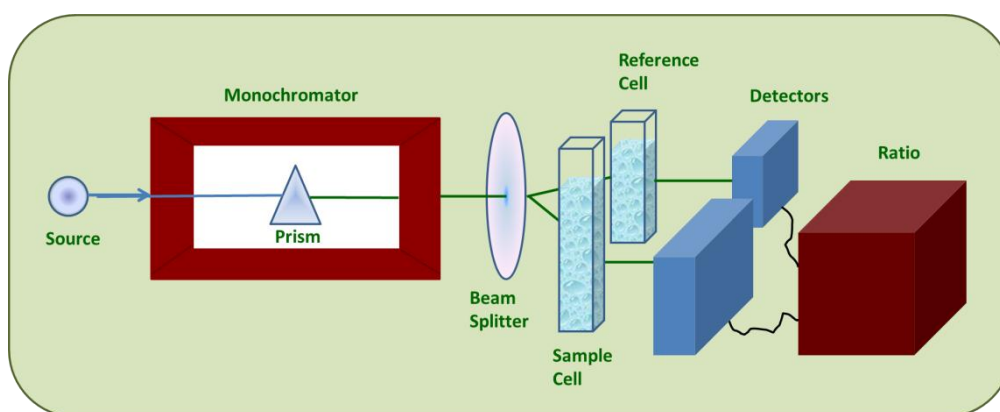 Reference
Cell
Monochromator
Detectors
Ratio
Source
Prism
Beam
Splitter
Sample
Cell